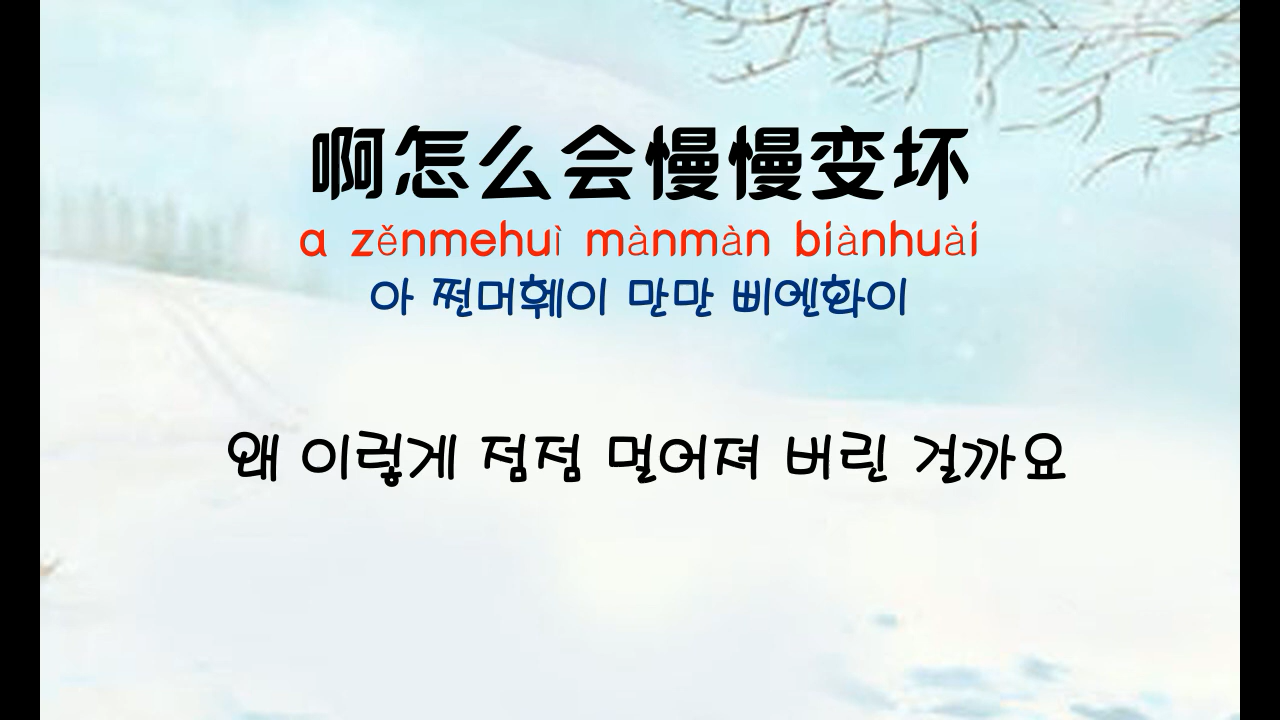 啊怎么会慢慢变坏
a zěnmehuì mànmàn biànhuài
아 쩐머훼이 만만 삐엔화이
왜 이렇게 점점 멀어져 버린 걸까요